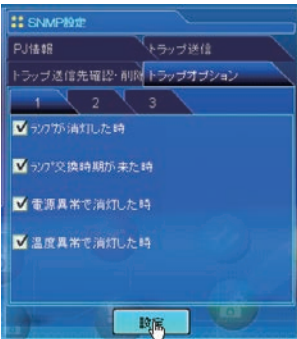 SNMP設定
PJ情報 トラップ送信
トラップ送信先確認・削除 トラップオプション
1 2 3
ランプが消灯した時
ランプ交換時期が来た時
電源異常で消灯した時
温度異常で消灯した時
設定